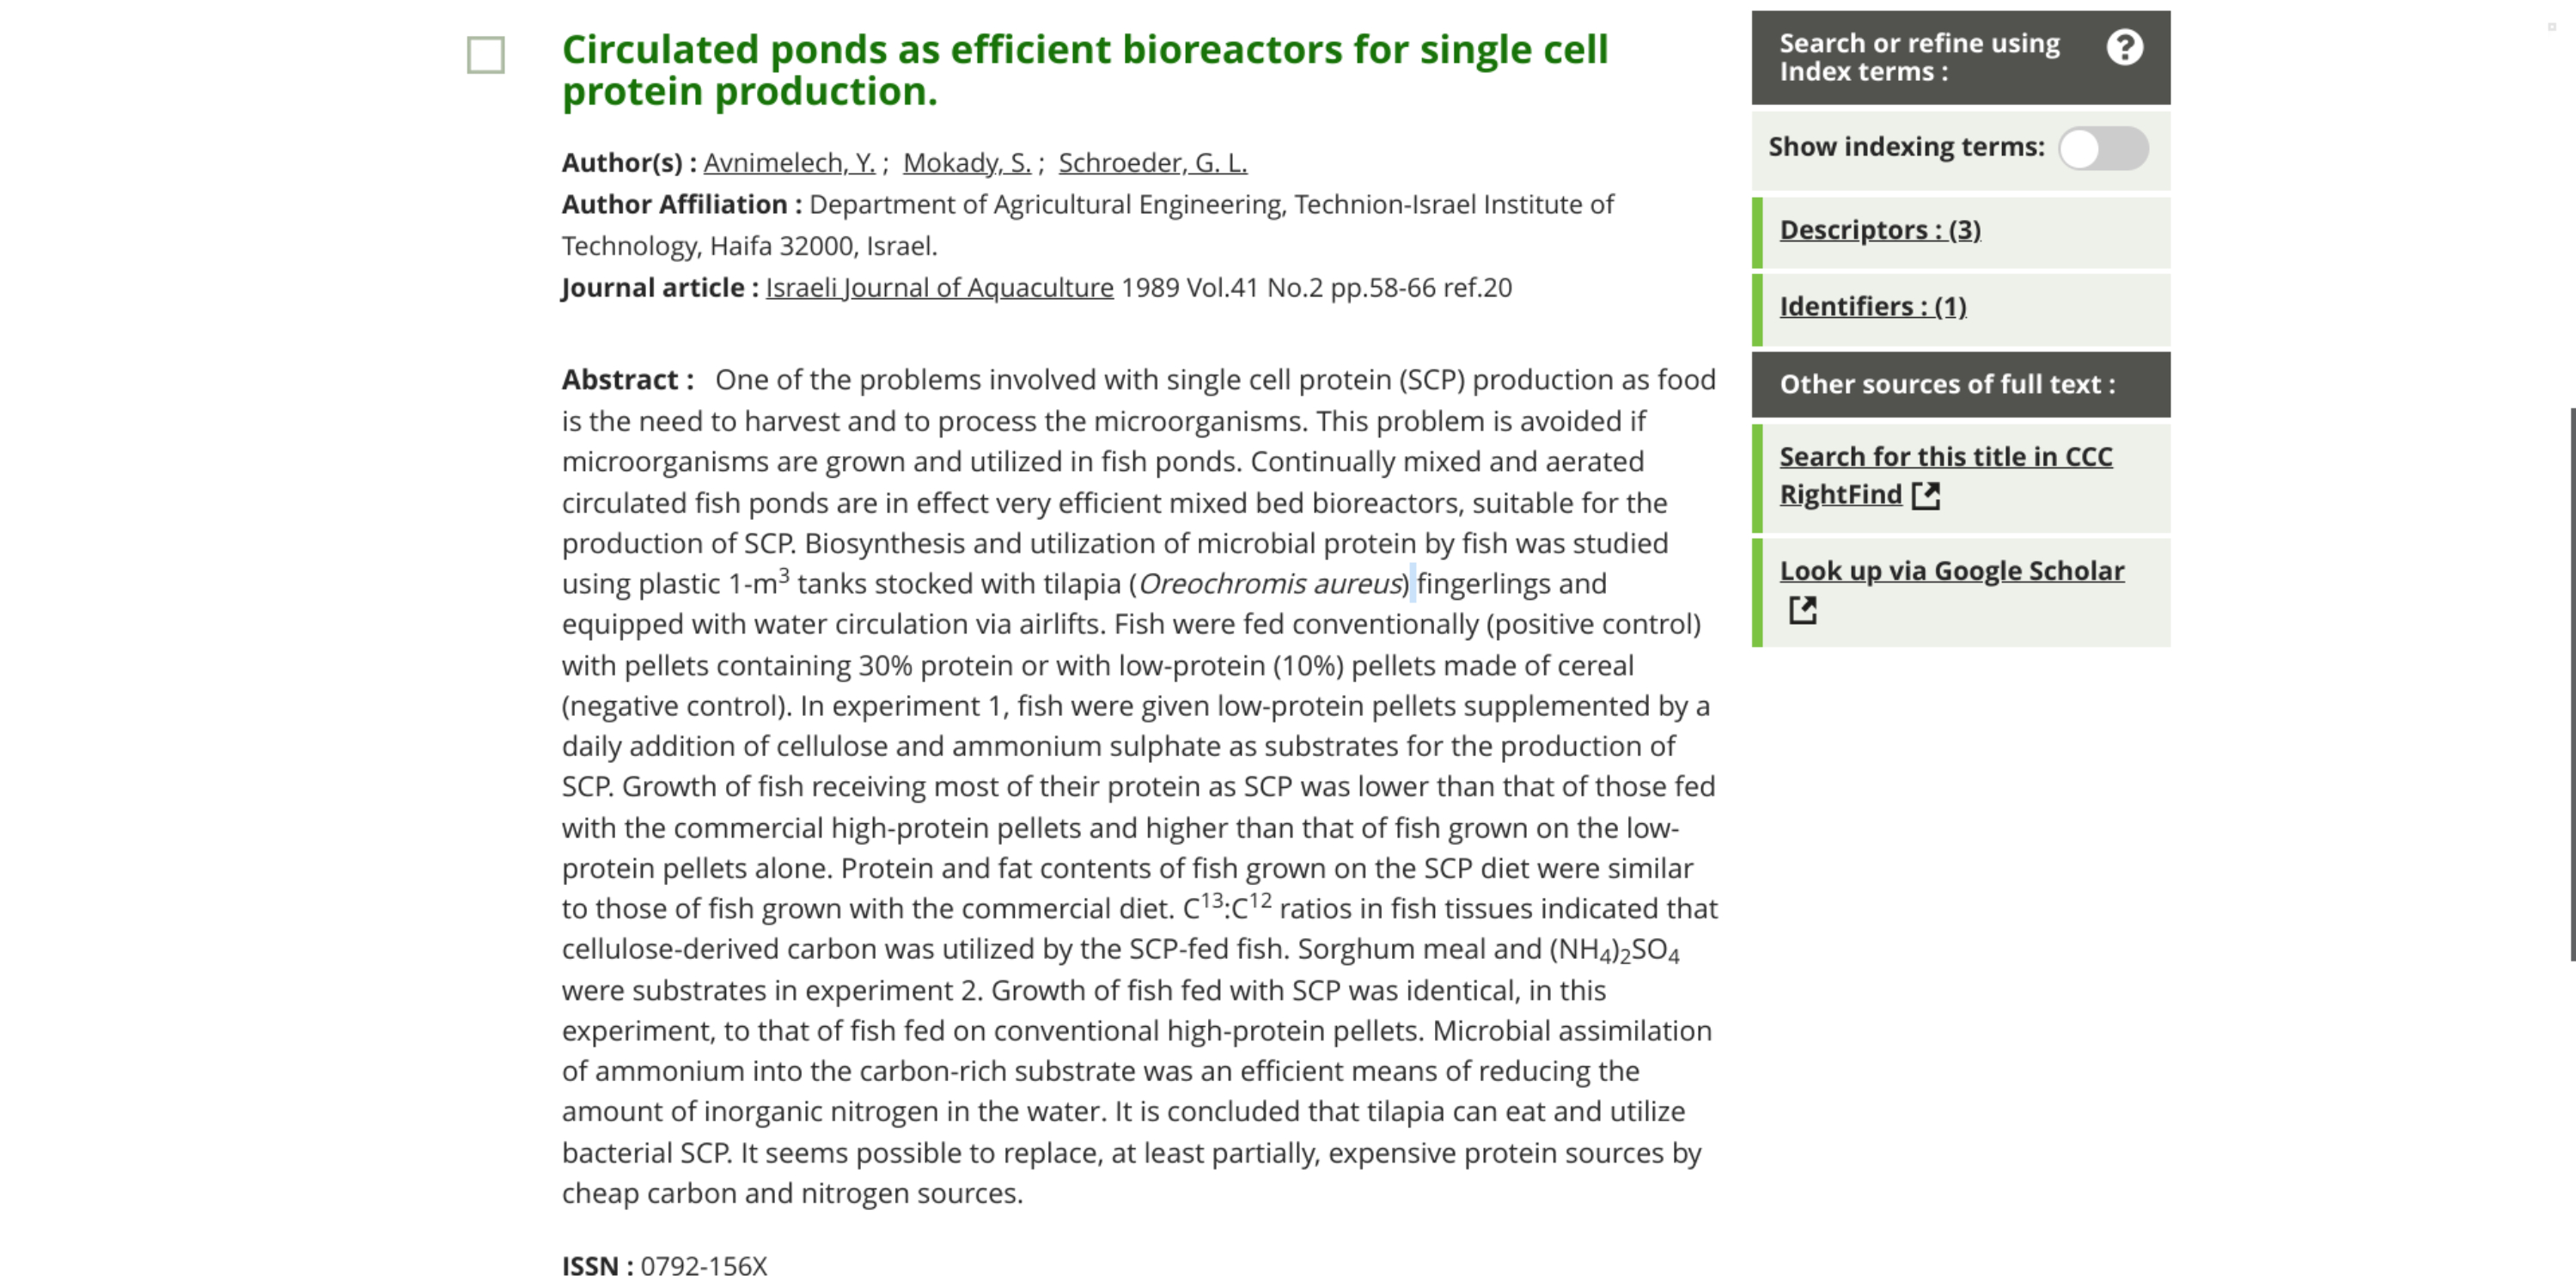 Circulated ponds as efficient bioreactors for single cell
protein production.
Author(s) : Avnimelech, Y. ; Mokady, S. ; Schroeder, G. L.
Author Affiliation : Department of Agricultural Engineering, Technion-Israel Institute of
Technology, Haifa 32000, Israel.
Journal article : Israeli Journal of Aquaculture 1989 Vol.41 No.2 pp.58-66 ref.20
Abstract : One of the problems involved with single cell protein (SCP) production as food
is the need to harvest and to process the microorganisms. This problem is avoided if
microorganisms are grown and utilized in fish ponds. Continually mixed and aerated
circulated fish ponds are in effect very efficient mixed bed bioreactors, suitable for the
production of SCP. Biosynthesis and utilization of microbial protein by fish was studied
using plastic 1-m³ tanks stocked with tilapia (Oreochromis aureus) fingerlings and
equipped with water circulation via airlifts. Fish were fed conventionally (positive control)
with pellets containing 30% protein or with low-protein (10%) pellets made of cereal
(negative control). In experiment 1, fish were given low-protein pellets supplemented by a
daily addition of cellulose and ammonium sulphate as substrates for the production of
SCP. Growth of fish receiving most of their protein as SCP was lower than that of those fed
with the commercial high-protein pellets and higher than that of fish grown on the low-
protein pellets alone. Protein and fat contents of fish grown on the SCP diet were similar
to those of fish grown with the commercial diet. C¹³:C¹² ratios in fish tissues indicated that
cellulose-derived carbon was utilized by the SCP-fed fish. Sorghum meal and (NH₄)₂SO₄
were substrates in experiment 2. Growth of fish fed with SCP was identical, in this
experiment, to that of fish fed on conventional high-protein pellets. Microbial assimilation
of ammonium into the carbon-rich substrate was an efficient means of reducing the
amount of inorganic nitrogen in the water. It is concluded that tilapia can eat and utilize
bacterial SCP. It seems possible to replace, at least partially, expensive protein sources by
cheap carbon and nitrogen sources.
ISSN : 0792-156X
Search or refine using
Index terms :
?
Show indexing terms:
Descriptors : (3)
Identifiers : (1)
Other sources of full text :
Search for this title in CCC
RightFind
Look up via Google Scholar